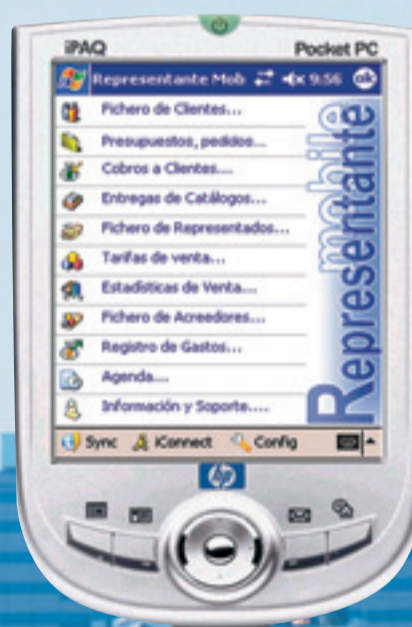 iPAQ Pocket PC
Representante Mob 9:56 ok
Fichero de Clientes...
Presupuestos, pedidos...
Cobros a Clientes....
Entregas de Catálogos...
Fichero de Representados...
Tarifas de venta...
Estadísticas de Venta....
Fichero de Acreedores...
Registro de Gastos...
Agenda....
Información y Soporte....
Representante
mobile
Sync iConnect Config
hp